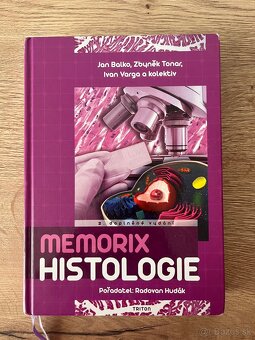 Jan Balko, Zbyněk Tonar,
Ivan Varga a kolektiv
2. doplněné vydání
MEMORIX
HISTOLOGIE
Pořadatel: Radovan Hudák
TRITON